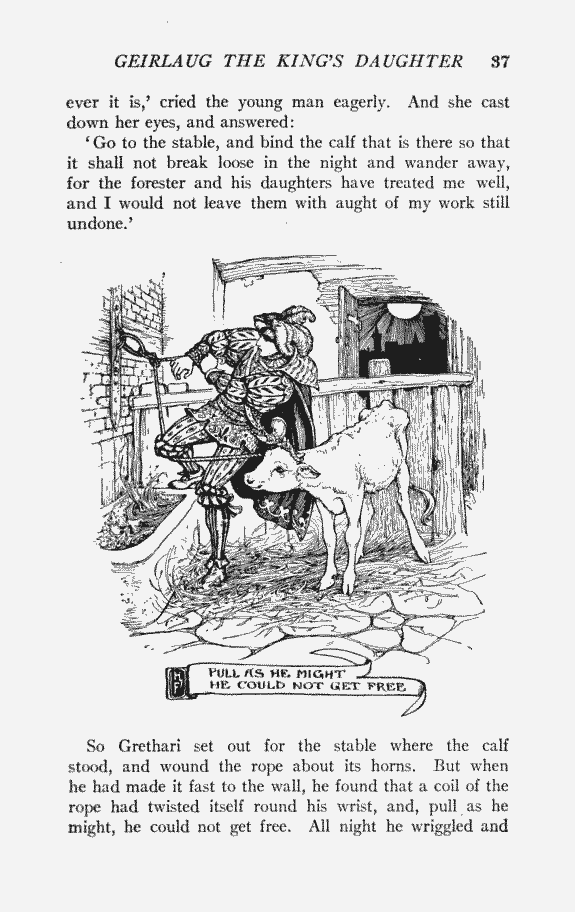 GEIRLAUG THE KING'S DAUGHTER 37
ever it is,' cried the young man eagerly. And she cast
down her eyes, and answered:
'Go to the stable, and bind the calf that is there so that
it shall not break loose in the night and wander away,
for the forester and his daughters have treated me well,
and I would not leave them with aught of my work still
undone.'
PULL AS HE MIGHT
HE COULD NOT GET FREE
So Grethari set out for the stable where the calf
stood, and wound the rope about its horns. But when
he had made it fast to the wall, he found that a coil of the
rope had twisted itself round his wrist, and, pull as he
might, he could not get free. All night he wriggled and